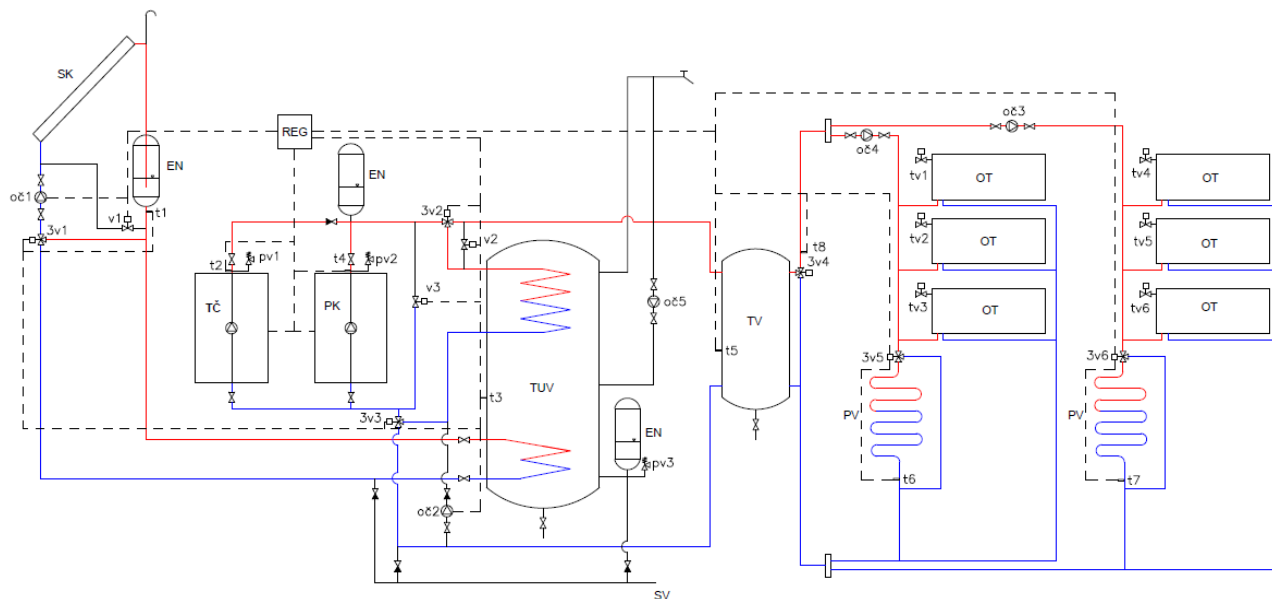 SK
REG
EN
EN
oč1
v1
t1
3v1
3v2
v2
t2
pv1
t4
pv2
v3
TČ
PK
TUV
t3
3v3
oč2
EN
pv3
oč5
SV
TV
t5
t8
3v4
oč4
oč3
tv1
OT
tv2
OT
tv3
OT
tv4
OT
tv5
OT
tv6
OT
3v5
PV
t6
3v6
PV
t7